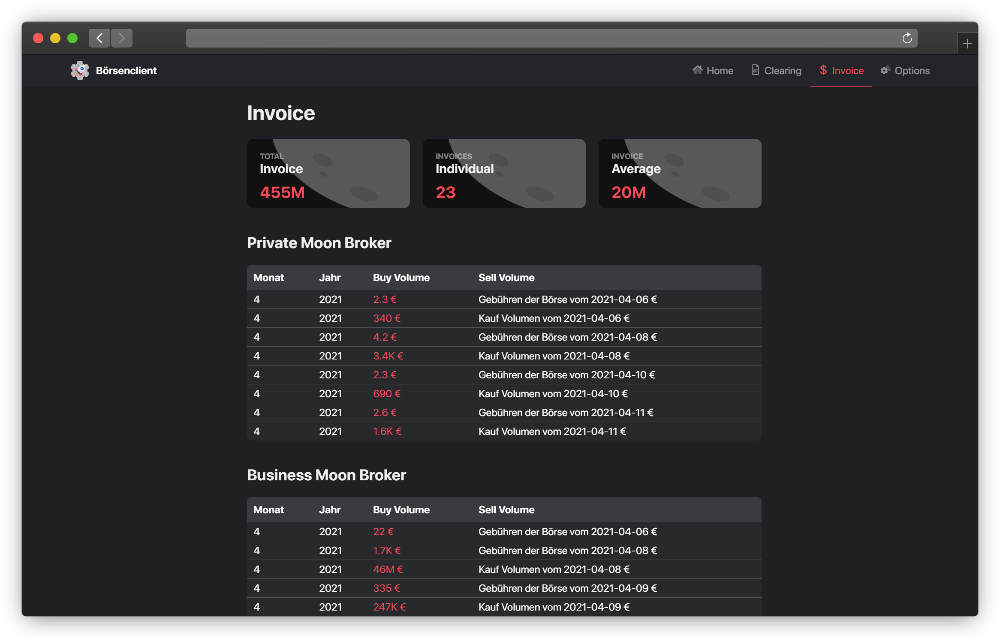 Börsenclient
Home Clearing $ Invoice Options
Invoice
TOTAL
Invoice
455M
INVOICES
Individual
23
INVOICE
Average
20M
Private Moon Broker
Monat Jahr Buy Volume Sell Volume
4 2021 2.3 € Gebühren der Börse vom 2021-04-06 €
4 2021 340 € Kauf Volumen vom 2021-04-06 €
4 2021 4.2 € Gebühren der Börse vom 2021-04-08 €
4 2021 3.4K € Kauf Volumen vom 2021-04-08 €
4 2021 2.3 € Gebühren der Börse vom 2021-04-10 €
4 2021 690 € Kauf Volumen vom 2021-04-10 €
4 2021 2.6 € Gebühren der Börse vom 2021-04-11 €
4 2021 1.6K € Kauf Volumen vom 2021-04-11 €
Business Moon Broker
Monat Jahr Buy Volume Sell Volume
4 2021 22 € Gebühren der Börse vom 2021-04-06 €
4 2021 1.7K € Gebühren der Börse vom 2021-04-08 €
4 2021 46M € Kauf Volumen vom 2021-04-08 €
4 2021 335 € Gebühren der Börse vom 2021-04-09 €
4 2021 247K € Kauf Volumen vom 2021-04-09 €